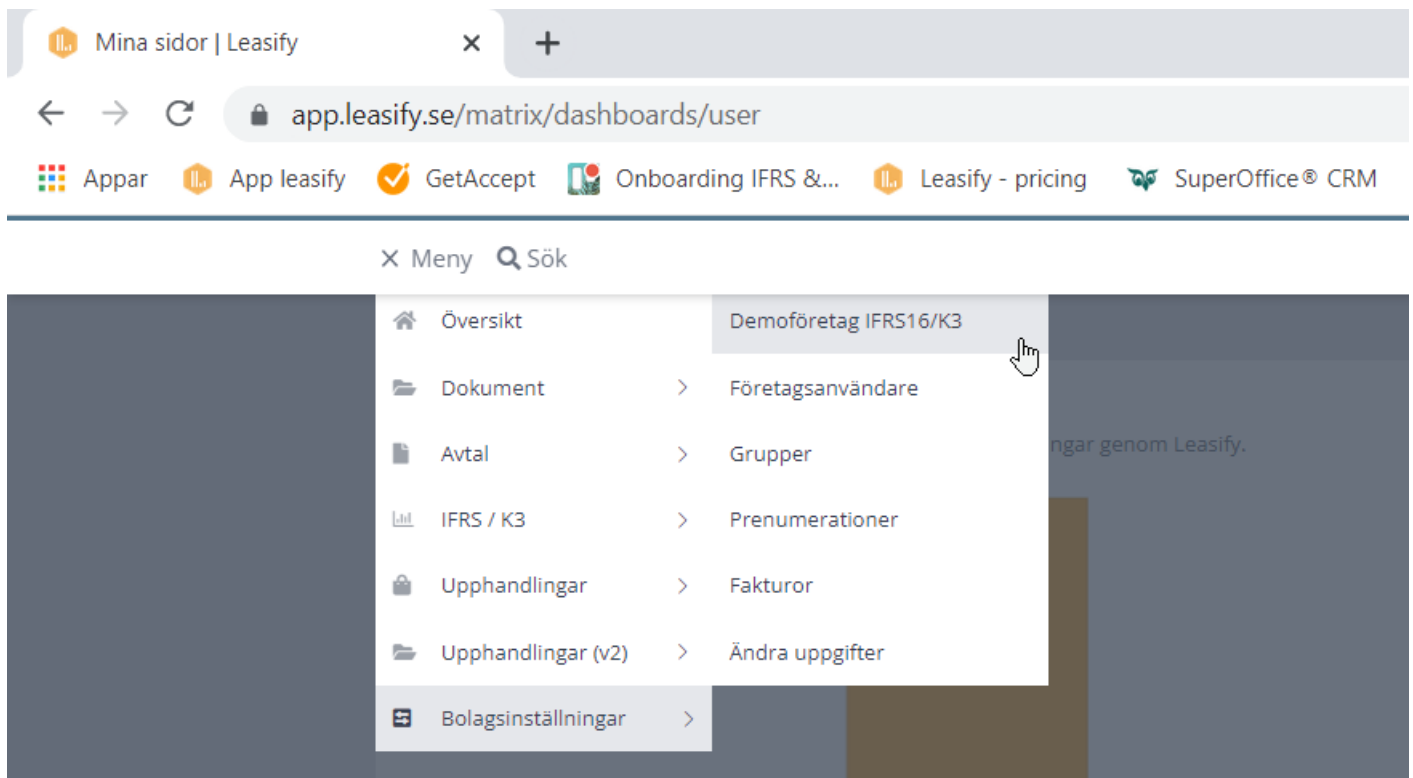 Mina sidor | Leasify
app.leasify.se/matrix/dashboards/user
Appar App leasify GetAccept Onboarding IFRS &... Leasify - pricing SuperOffice® CRM
Meny Sök
Översikt
Dokument
Avtal
IFRS / K3
Upphandlingar
Upphandlingar (v2)
Bolagsinställningar
Demoföretag IFRS16/K3
Företagsanvändare
Grupper
Prenumerationer
Fakturor
Ändra uppgifter
ngar genom Leasify.